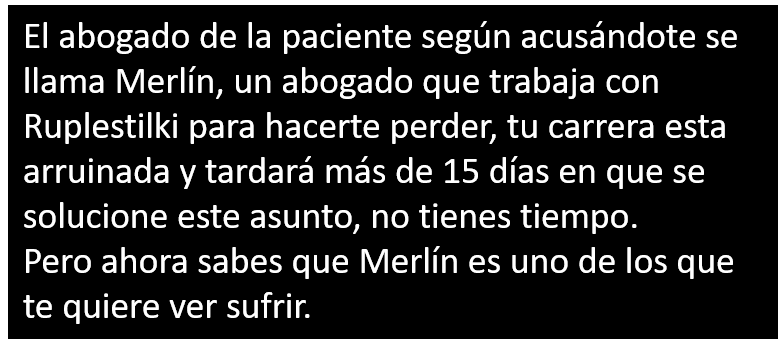 El abogado de la paciente según acusándote se
llama Merlín, un abogado que trabaja con
Ruplestilki para hacerte perder, tu carrera esta
arruinada y tardará más de 15 días en que se
solucione este asunto, no tienes tiempo.
Pero ahora sabes que Merlín es uno de los que
te quiere ver sufrir.